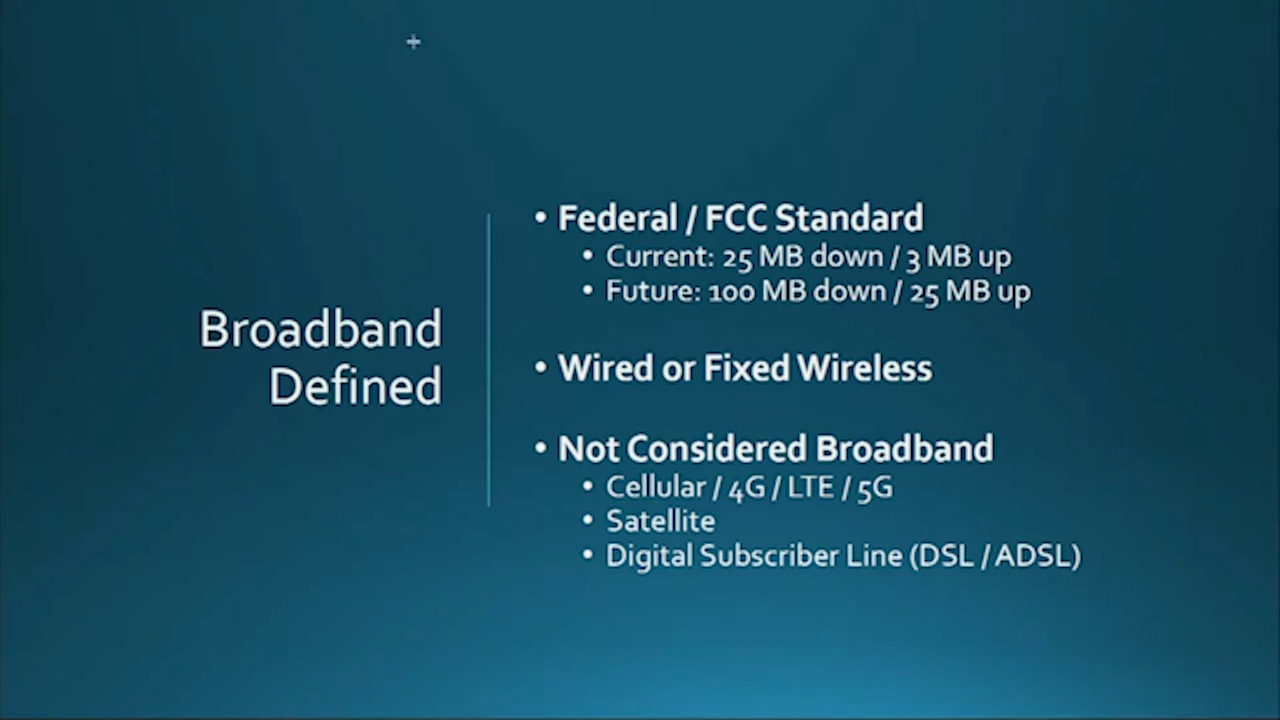 Broadband
Defined
• Federal / FCC Standard
• Current: 25 MB down / 3 MB up
• Future: 100 MB down / 25 MB up
• Wired or Fixed Wireless
• Not Considered Broadband
• Cellular / 4G / LTE / 5G
• Satellite
• Digital Subscriber Line (DSL / ADSL)